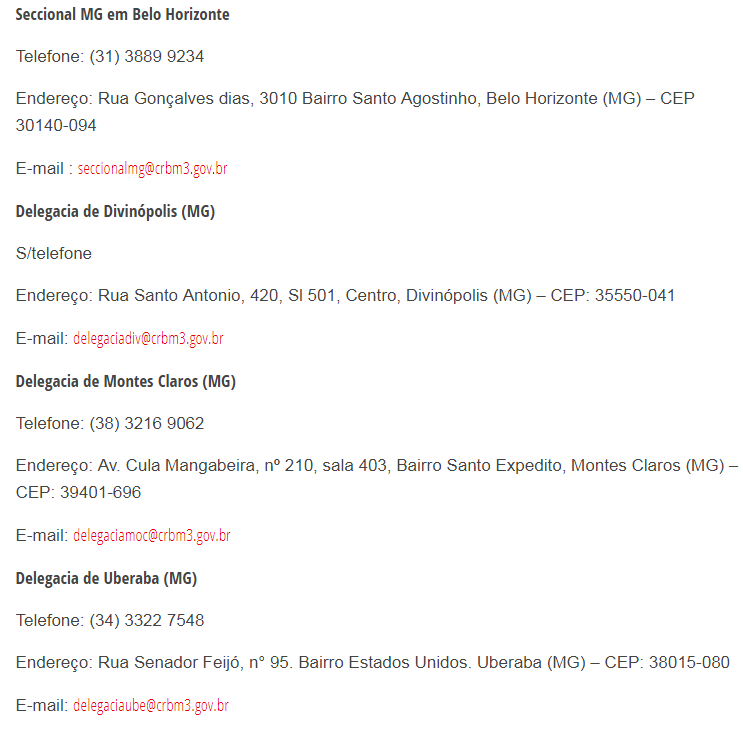 Seccional MG em Belo Horizonte
Telefone: (31) 3889 9234
Endereço: Rua Gonçalves dias, 3010 Bairro Santo Agostinho, Belo Horizonte (MG) – CEP
30140-094
E-mail : seccionalmg@crbm3.gov.br
Delegacia de Divinópolis (MG)
S/telefone
Endereço: Rua Santo Antonio, 420, Sl 501, Centro, Divinópolis (MG) – CEP: 35550-041
E-mail: delegaciadiv@crbm3.gov.br
Delegacia de Montes Claros (MG)
Telefone: (38) 3216 9062
Endereço: Av. Cula Mangabeira, nº 210, sala 403, Bairro Santo Expedito, Montes Claros (MG) –
CEP: 39401-696
E-mail: delegaciamoc@crbm3.gov.br
Delegacia de Uberaba (MG)
Telefone: (34) 3322 7548
Endereço: Rua Senador Feijó, n° 95. Bairro Estados Unidos. Uberaba (MG) – CEP: 38015-080
E-mail: delegaciaube@crbm3.gov.br